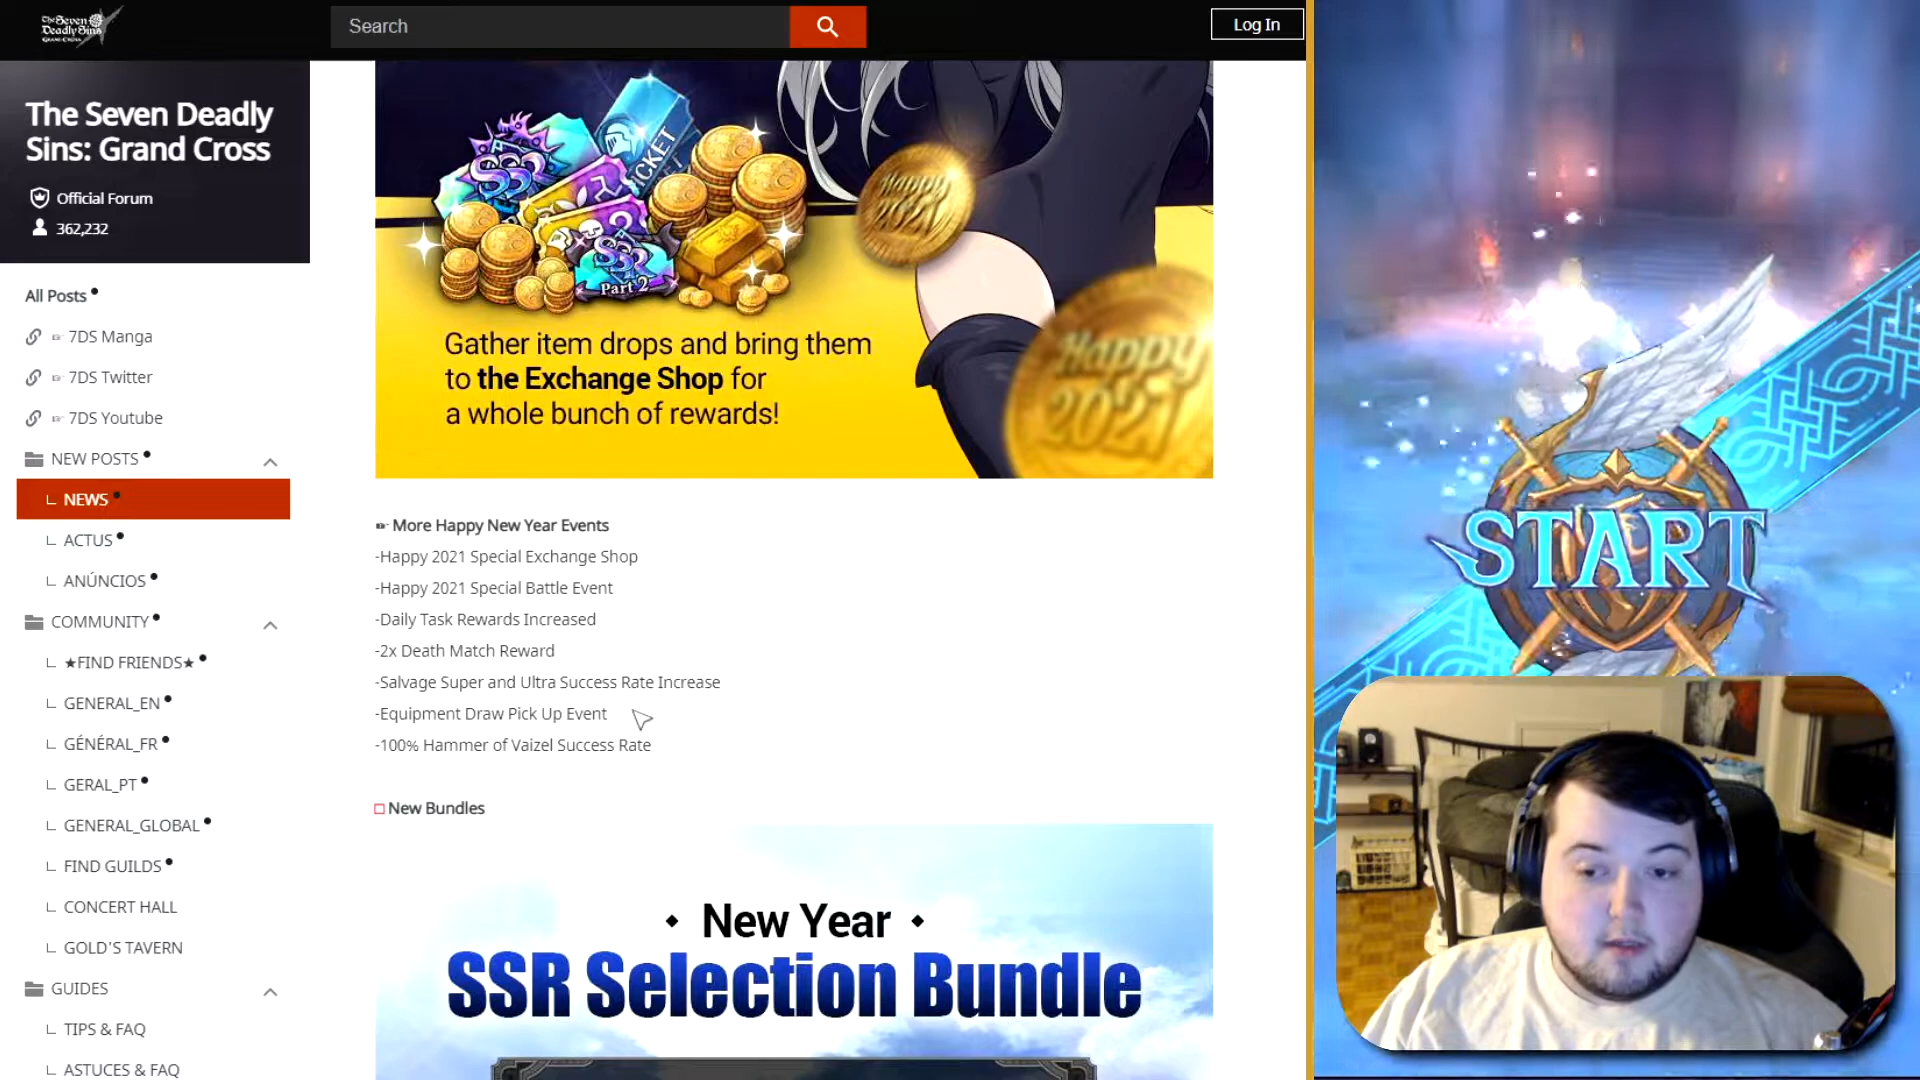 The Seven
Deadly Sins
GRAND CROSS
Search
Log In
The Seven Deadly
Sins: Grand Cross
Official Forum
362,232
All Posts
7DS Manga
7DS Twitter
7DS Youtube
NEW POSTS
NEWS
ACTUS
ANÚNCIOS
COMMUNITY
★FIND FRIENDS★
GENERAL_EN
GÉNÉRAL_FR
GERAL_PT
GENERAL_GLOBAL
FIND GUILDS
CONCERT HALL
GOLD'S TAVERN
GUIDES
TIPS & FAQ
ASTUCES & FAQ
SSR
TICKET
SSR
Part 2
Happy
2021
Happy
2021
Gather item drops and bring them
to the Exchange Shop for
a whole bunch of rewards!
☞ More Happy New Year Events
-Happy 2021 Special Exchange Shop
-Happy 2021 Special Battle Event
-Daily Task Rewards Increased
-2x Death Match Reward
-Salvage Super and Ultra Success Rate Increase
-Equipment Draw Pick Up Event
-100% Hammer of Vaizel Success Rate
New Bundles
New Year
SSR Selection Bundle
START